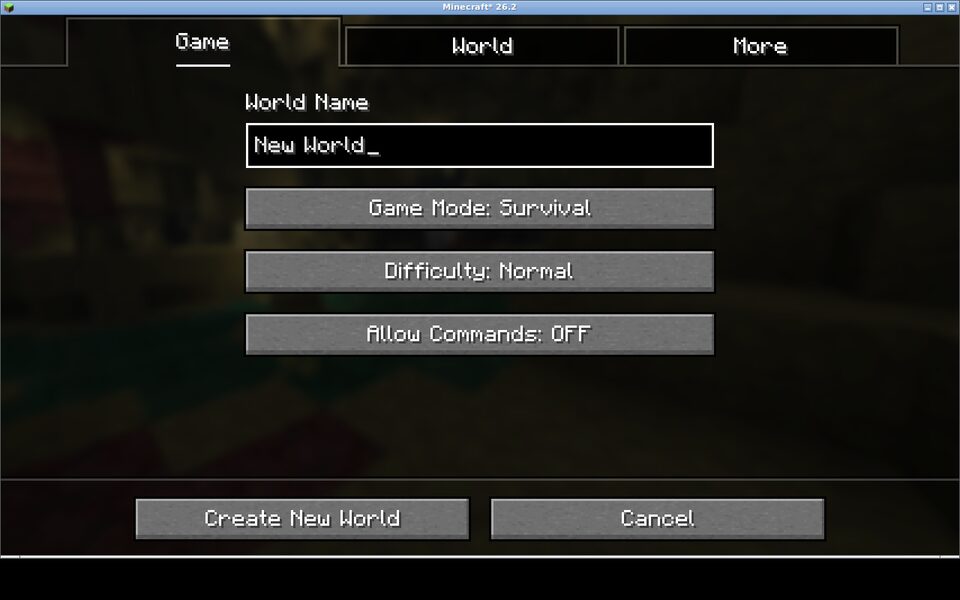 Minecraft* 26.2
Game
World
More
World Name
New World_
Game Mode: Survival
Difficulty: Normal
Allow Commands: OFF
Create New World
Cancel